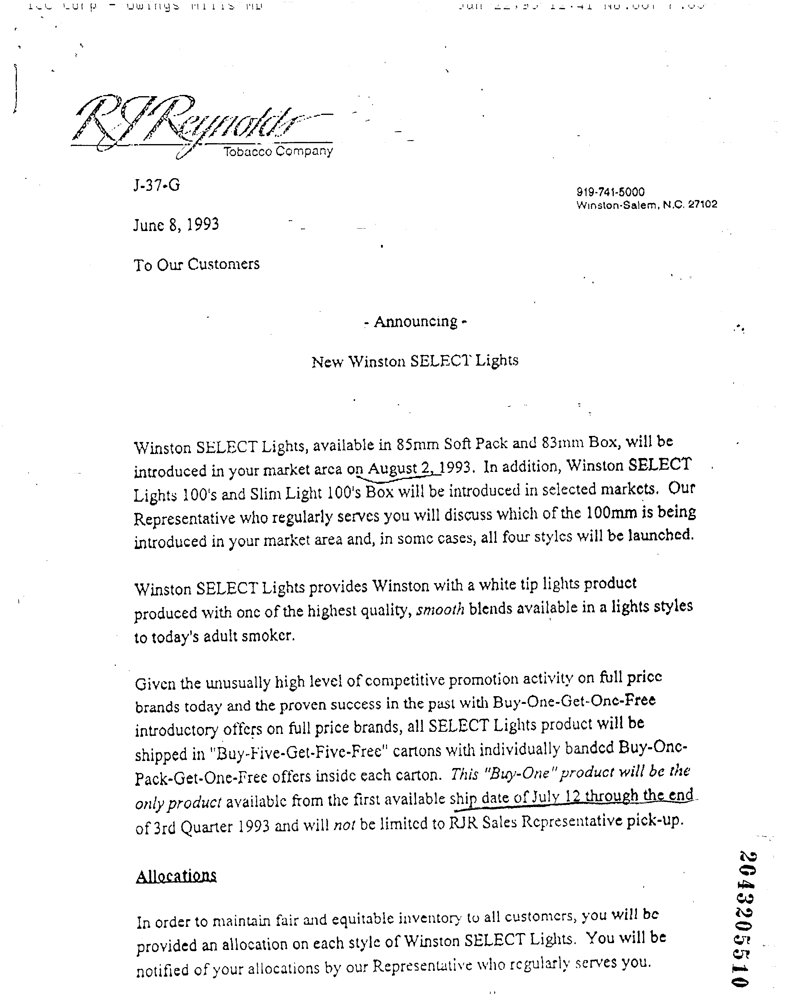 ICC Corp - Owings Mills MD Jun 22,93 12:41 No.007 P.03
RJReynolds
Tobacco Company
J-37-G
919-741-5000
Winston-Salem, N.C. 27102
June 8, 1993
To Our Customers
- Announcing -
New Winston SELECT Lights
Winston SELECT Lights, available in 85mm Soft Pack and 83mm Box, will be
introduced in your market area on August 2, 1993. In addition, Winston SELECT
Lights 100's and Slim Light 100's Box will be introduced in selected markets. Our
Representative who regularly serves you will discuss which of the 100mm is being
introduced in your market area and, in some cases, all four styles will be launched.
Winston SELECT Lights provides Winston with a white tip lights product
produced with one of the highest quality, smooth blends available in a lights styles
to today's adult smoker.
Given the unusually high level of competitive promotion activity on full price
brands today and the proven success in the past with Buy-One-Get-One-Free
introductory offers on full price brands, all SELECT Lights product will be
shipped in "Buy-Five-Get-Five-Free" cartons with individually banded Buy-One-
Pack-Get-One-Free offers inside each carton. This "Buy-One" product will be the
only product available from the first available ship date of July 12 through the end
of 3rd Quarter 1993 and will not be limited to RJR Sales Representative pick-up.
Allocations
In order to maintain fair and equitable inventory to all customers, you will be
provided an allocation on each style of Winston SELECT Lights. You will be
notified of your allocations by our Representative who regularly serves you.
2043205510